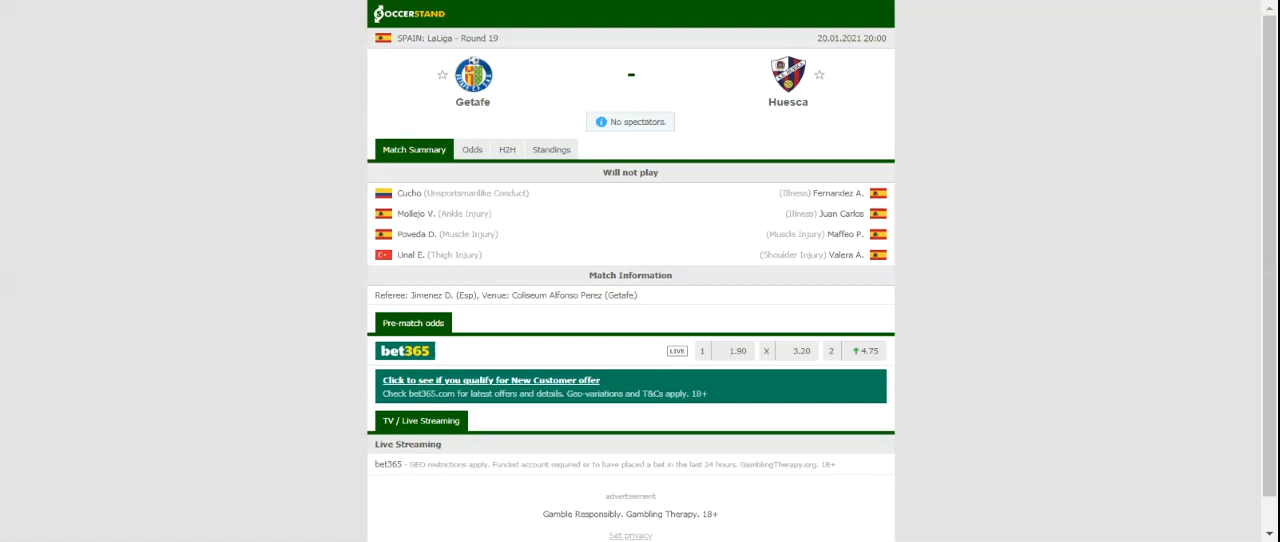 SOCCERSTAND
SPAIN: LaLiga - Round 19 20.01.2021 20:00
-
Getafe Huesca
No spectators.
Match Summary Odds H2H Standings
Will not play
Cucho (Unsportsmanlike Conduct) (Illness) Fernandez A.
Mollejo V. (Ankle Injury) (Illness) Juan Carlos
Poveda D. (Muscle Injury) (Muscle Injury) Maffeo P.
Unal E. (Thigh Injury) (Shoulder Injury) Valera A.
Match Information
Referee: Jimenez D. (Esp), Venue: Coliseum Alfonso Perez (Getafe)
Pre-match odds
bet365 LIVE 1 1.90 X 3.20 2 4.75
Click to see if you qualify for New Customer offer
Check bet365.com for latest offers and details. Geo-variations and T&Cs apply. 18+
TV / Live Streaming
Live Streaming
bet365 - GEO restrictions apply. Funded account required or to have placed a bet in the last 24 hours. GamblingTherapy.org. 18+
advertisement
Gamble Responsibly. Gambling Therapy. 18+
Set privacy